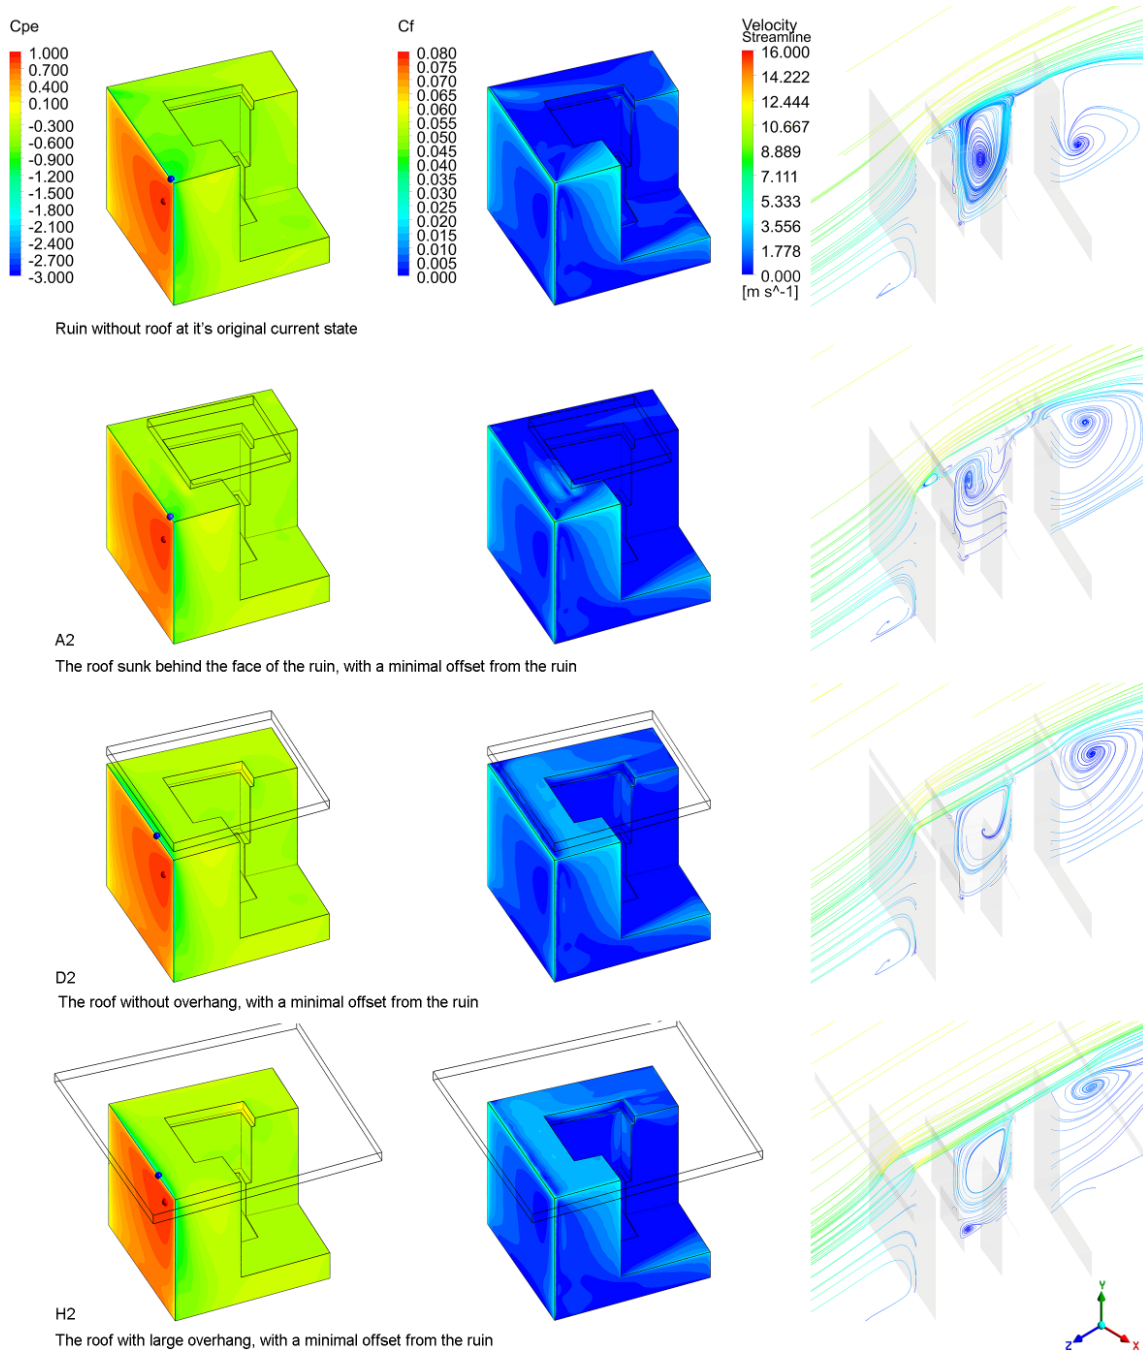 Cpe
1.000
0.700
0.400
0.100
-0.300
-0.600
-0.900
-1.200
-1.500
-1.800
-2.100
-2.400
-2.700
-3.000
Cf
0.080
0.075
0.070
0.065
0.060
0.055
0.050
0.045
0.040
0.035
0.030
0.025
0.020
0.015
0.010
0.005
0.000
Velocity
Streamline
16.000
14.222
12.444
10.667
8.889
7.111
5.333
3.556
1.778
0.000
[m s^-1]
Ruin without roof at it's original current state
A2
The roof sunk behind the face of the ruin, with a minimal offset from the ruin
D2
The roof without overhang, with a minimal offset from the ruin
H2
The roof with large overhang, with a minimal offset from the ruin
Y
Z
X